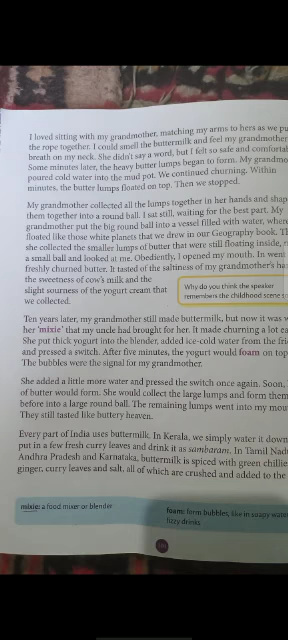 I loved sitting with my grandmother, matching my arms to hers as we pu
the rope together. I could smell the buttermilk and feel my grandmother
breath on my neck. She didn't say a word, but I felt so safe and comfortab
Some minutes later, the heavy butter lumps began to form. My grandmo
poured cold water into the mud pot. We continued churning. Within
minutes, the butter lumps floated on top. Then we stopped.
My grandmother collected all the lumps together in her hands and shap
them together into a round ball. I sat still, waiting for the best part. My
grandmother put the big round ball into a vessel filled with water, where
floated like those white planets that we drew in our Geography book. Th
she collected the smaller lumps of butter that were still floating inside,
a small ball and looked at me. Obediently, I opened my mouth. In went
freshly churned butter. It tasted of the saltiness of my grandmother's ha
the sweetness of cow's milk and the
slight sourness of the yogurt cream that
we collected.
Why do you think the speaker
remembers the childhood scene s
Ten years later, my grandmother still made buttermilk, but now it was w
her 'mixie' that my uncle had brought for her. It made churning a lot ea
She put thick yogurt into the blender, added ice-cold water from the fri
and pressed a switch. After five minutes, the yogurt would foam on top
The bubbles were the signal for my grandmother.
She added a little more water and pressed the switch once again. Soon,
of butter would form. She would collect the large lumps and form them
before into a large round ball. The remaining lumps went into my mou
They still tasted like buttery heaven.
Every part of India uses buttermilk. In Kerala, we simply water it down
put in a few fresh curry leaves and drink it as sambaram. In Tamil Nad
Andhra Pradesh and Karnataka, buttermilk is spiced with green chillie
ginger, curry leaves and salt, all of which are crushed and added to the
mixie: a food mixer or blender
foam: form bubbles, like in soapy water
fizzy drinks